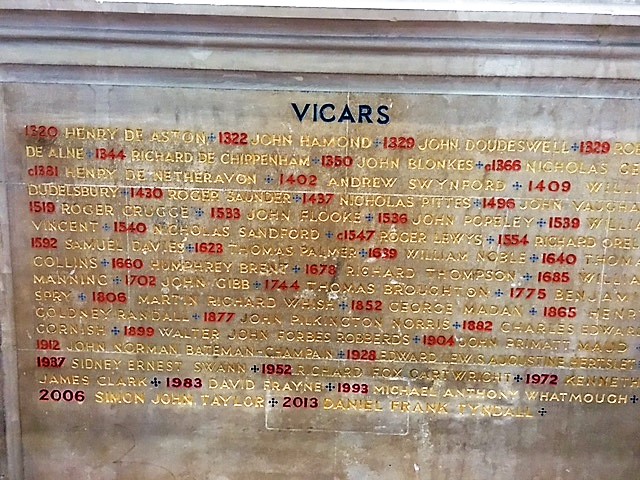 VICARS
1320 HENRY DE ASTON 1322 JOHN HAMOND 1329 JOHN DOUDESWELL 1329
DE ALNE 1344 RICHARD DE CHIPPENHAM 1350 JOHN BLONKES c1366 NICHOLAS
c1381 HENRY DE NETHERAVON 1402 ANDREW SWYNFORD 1409
DUDELSBURY 1430 ROGER SAUNDER 1437 NICHOLAS PITTES 1496 JOHN
1519 ROGER GRUGGE 1533 JOHN FLOOKE 1536 JOHN POPELEY 1539
VINCENT 1540 NICHOLAS SANDFORD c1547 ROGER LEWYS 1554 RICHARD
1592 SAMUEL DAVIES 1623 THOMAS PALMER 1639 WILLIAM NOBLE 1640
COLLINS 1660 HUMPHREY BRENT 1678 RICHARD THOMPSON 1685
MANNING 1702 JOHN GIBB 1744 THOMAS BROUGHTON 1775
SPRY 1806 MARTIN RICHARD WHISH 1852 GEORGE MADAN 1865
GOLDNEY RANDALL 1877 JOHN PILKINGTON NORRIS 1882 CHARLES
CORNISH 1899 WALTER JOHN FORBES ROBBERDS 1904 JOHN PRIMATT MAUD
1912 JOHN NORMAN BATEMAN-CHAMPAIN 1928 EDWARD LEWIS AUGUSTINE HERTSLET
1937 SIDNEY ERNEST SWANN 1952 RICHARD FOX CARTWRIGHT 1972 KENNETH
JAMES CLARK 1983 DAVID FRAYNE 1993 MICHAEL ANTHONY WHATMOUGH
2006 SIMON JOHN TAYLOR 2013 DANIEL FRANK TYNDALL